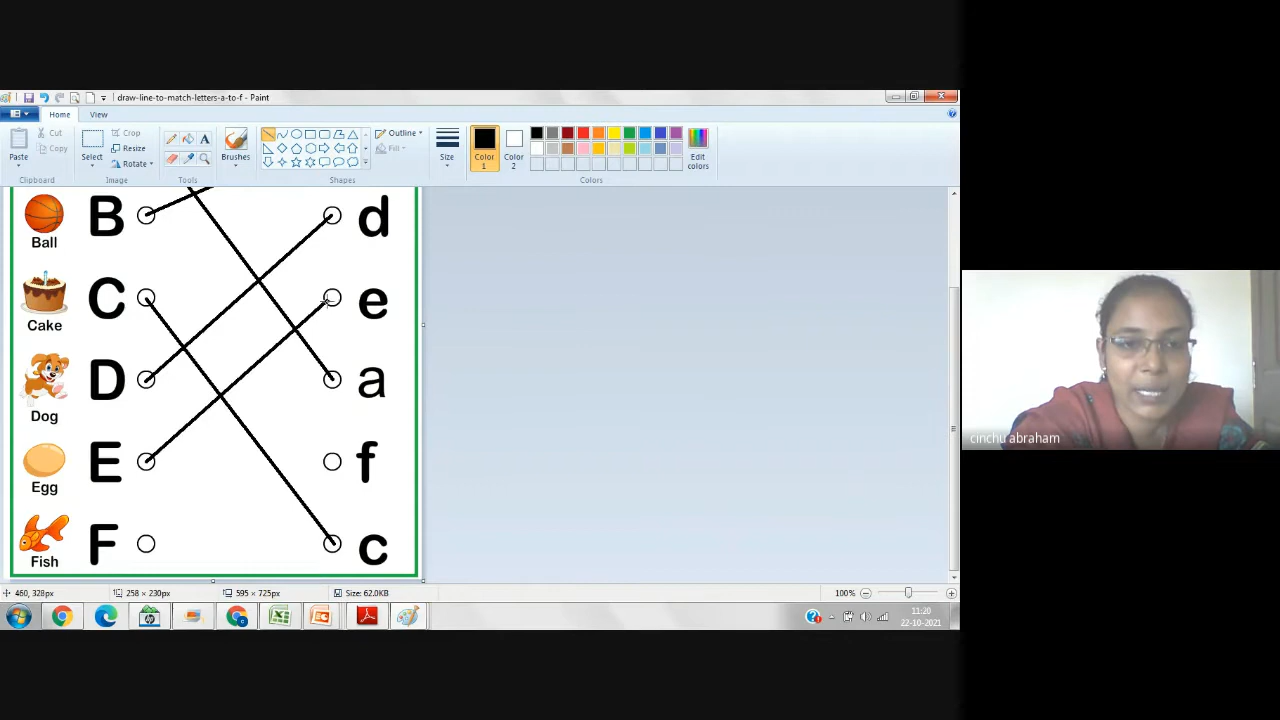 draw-line-to-match-letters-a-to-f - Paint
Home View
Paste Cut Copy Clipboard
Select Crop Resize Rotate Image
Tools
Brushes
Outline Fill Shapes
Size
Color 1
Color 2
Edit colors
Colors
Ball B d
Cake C e
Dog D a
Egg E f
Fish F c
cinchu abraham
460, 328px 258 × 230px 595 × 725px Size: 62.0KB 100%
11:20
22-10-2021